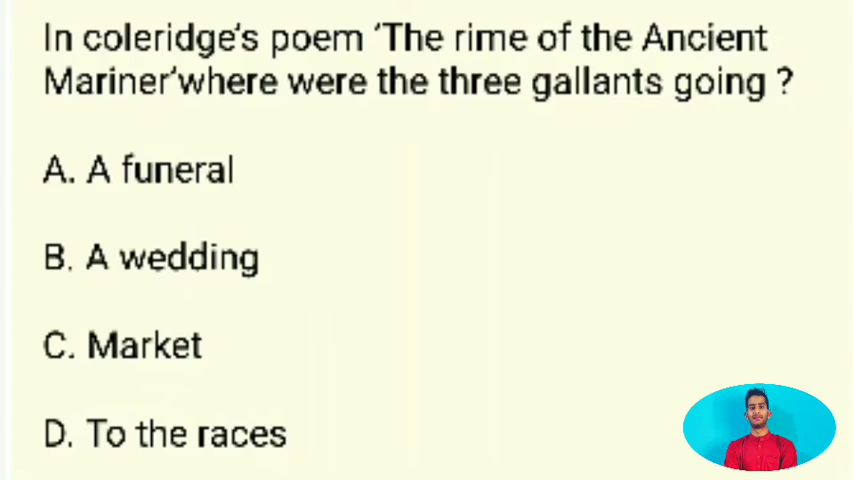 In coleridge's poem ‘The rime of the Ancient
Mariner’where were the three gallants going ?
A. A funeral
B. A wedding
C. Market
D. To the races